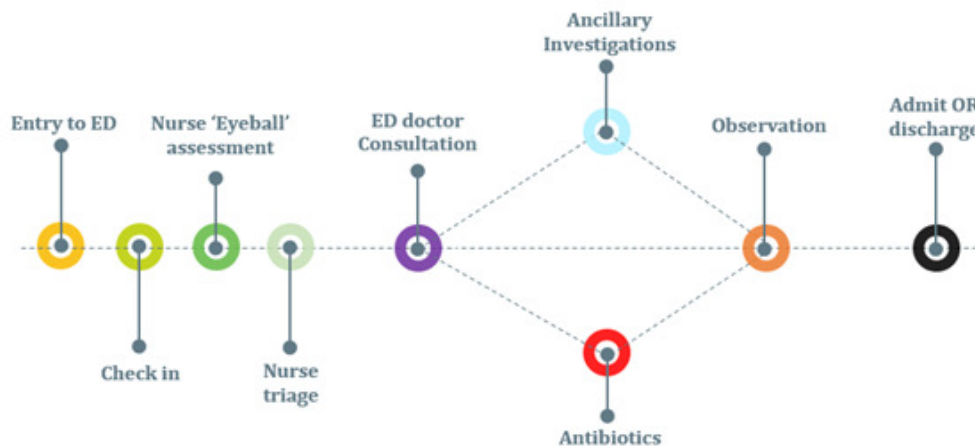 Entry to ED
Check in
Nurse ‘Eyeball’
assessment
Nurse
triage
ED doctor
Consultation
Ancillary
Investigations
Antibiotics
Observation
Admit OR
discharge